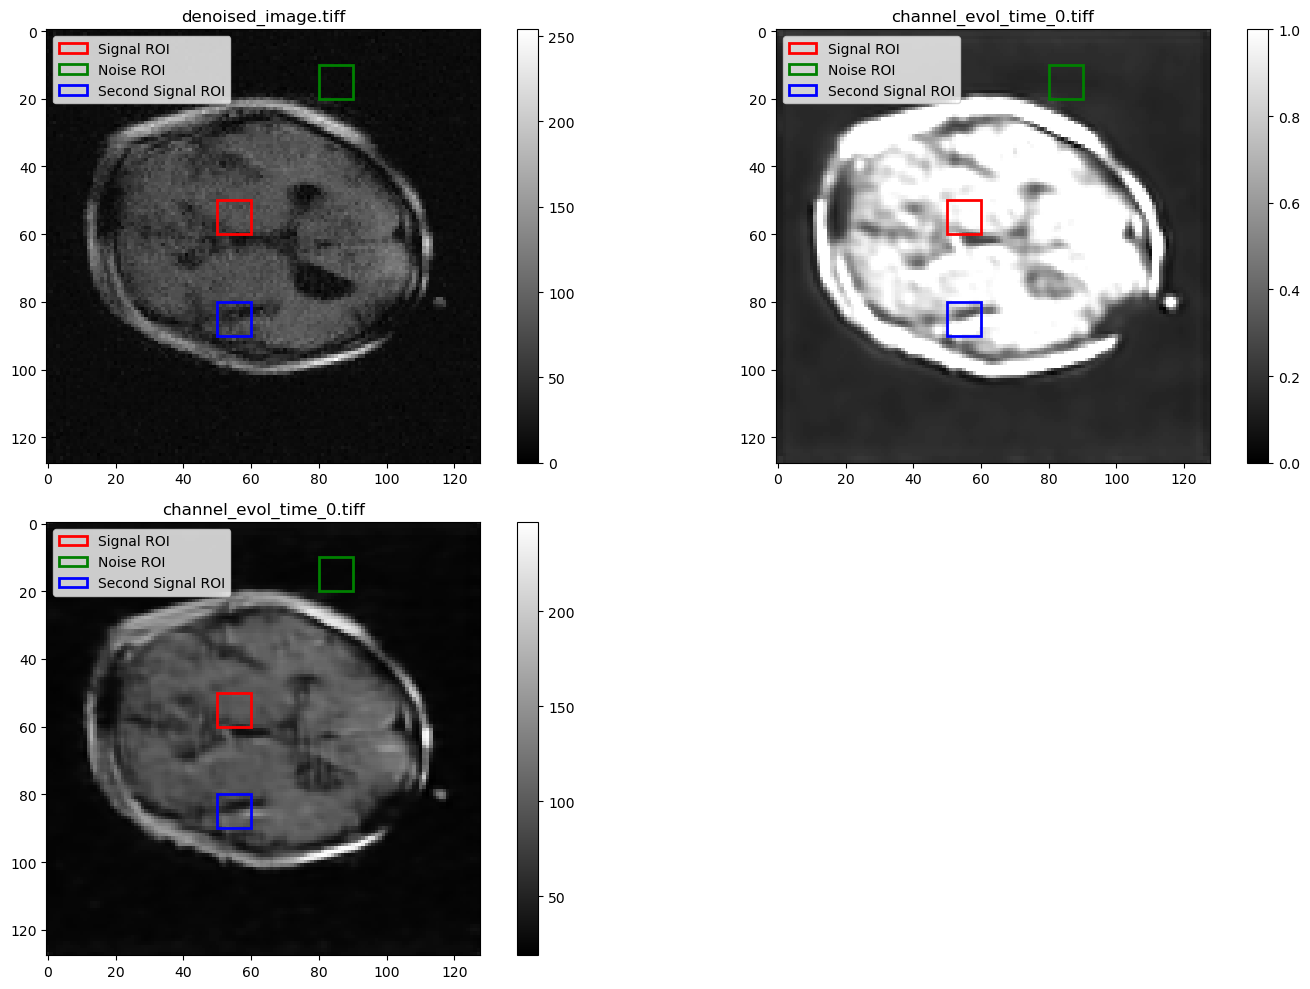 denoised_image.tiff
Signal ROI
Noise ROI
Second Signal ROI
0
20
40
60
80
100
120
0 20 40 60 80 100 120
250
200
150
100
50
0
channel_evol_time_0.tiff
Signal ROI
Noise ROI
Second Signal ROI
0
20
40
60
80
100
120
0 20 40 60 80 100 120
1.0
0.8
0.6
0.4
0.2
0.0
channel_evol_time_0.tiff
Signal ROI
Noise ROI
Second Signal ROI
0
20
40
60
80
100
120
0 20 40 60 80 100 120
200
150
100
50